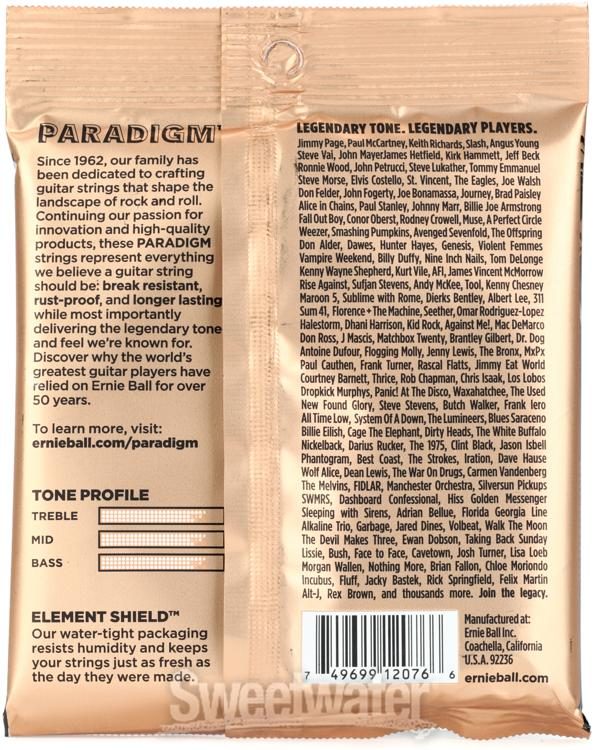 PARADIGM
Since 1962, our family has
been dedicated to crafting
guitar strings that shape the
landscape of rock and roll.
Continuing our passion for
innovation and high-quality
products, these PARADIGM
strings represent everything
we believe a guitar string
should be: break resistant,
rust-proof, and longer lasting
while most importantly
delivering the legendary tone
and feel we're known for.
Discover why the world's
greatest guitar players have
relied on Ernie Ball for over
50 years.
To learn more, visit:
ernieball.com/paradigm
TONE PROFILE
TREBLE
MID
BASS
ELEMENT SHIELD™
Our water-tight packaging
resists humidity and keeps
your strings just as fresh as
the day they were made.
LEGENDARY TONE. LEGENDARY PLAYERS.
Jimmy Page, Paul McCartney, Keith Richards, Slash, Angus Young
Steve Vai, John MayerJames Hetfield, Kirk Hammett, Jeff Beck
Ronnie Wood, John Petrucci, Steve Lukather, Tommy Emmanuel
Steve Morse, Elvis Costello, St. Vincent, The Eagles, Joe Walsh
Don Felder, John Fogerty, Joe Bonamassa, Journey, Brad Paisley
Alice in Chains, Paul Stanley, Johnny Marr, Billie Joe Armstrong
Fall Out Boy, Conor Oberst, Rodney Crowell, Muse, A Perfect Circle
Weezer, Smashing Pumpkins, Avenged Sevenfold, The Offspring
Don Alder, Dawes, Hunter Hayes, Genesis, Violent Femmes
Vampire Weekend, Billy Duffy, Nine Inch Nails, Tom DeLonge
Kenny Wayne Shepherd, Kurt Vile, AFI, James Vincent McMorrow
Rise Against, Sufjan Stevens, Andy McKee, Tool, Kenny Chesney
Maroon 5, Sublime with Rome, Dierks Bentley, Albert Lee, 311
Sum 41, Florence + The Machine, Seether, Omar Rodriguez-Lopez
Halestorm, Dhani Harrison, Kid Rock, Against Me!, Mac DeMarco
Don Ross, J Mascis, Matchbox Twenty, Brantley Gilbert, Dr. Dog
Antoine Dufour, Flogging Molly, Jenny Lewis, The Bronx, MxPx
Paul Cauthen, Frank Turner, Rascal Flatts, Jimmy Eat World
Courtney Barnett, Thrice, Rob Chapman, Chris Isaak, Los Lobos
Dropkick Murphys, Panic! At The Disco, Waxahatchee, The Used
New Found Glory, Steve Stevens, Butch Walker, Frank Iero
All Time Low, System Of A Down, The Lumineers, Blues Saraceno
Billie Eilish, Cage The Elephant, Dirty Heads, The White Buffalo
Nickelback, Darius Rucker, The 1975, Clint Black, Jason Isbell
Phantogram, Best Coast, The Strokes, Iration, Dave Hause
Wolf Alice, Dean Lewis, The War On Drugs, Carmen Vandenberg
The Melvins, FIDLAR, Manchester Orchestra, Silversun Pickups
SWMRS, Dashboard Confessional, Hiss Golden Messenger
Sleeping with Sirens, Adrian Bellue, Florida Georgia Line
Alkaline Trio, Garbage, Jared Dines, Volbeat, Walk The Moon
The Devil Makes Three, Ewan Dobson, Taking Back Sunday
Lissie, Bush, Face to Face, Cavetown, Josh Turner, Lisa Loeb
Morgan Wallen, Nothing More, Brian Fallon, Chloe Moriondo
Incubus, Fluff, Jacky Bastek, Rick Springfield, Felix Martin
Alt-J, Rex Brown, and thousands more. Join the legacy.
7 49699 12076 6
Manufactured at:
Ernie Ball Inc.
Coachella, California
U.S.A. 92236
ernieball.com
Sweetwater